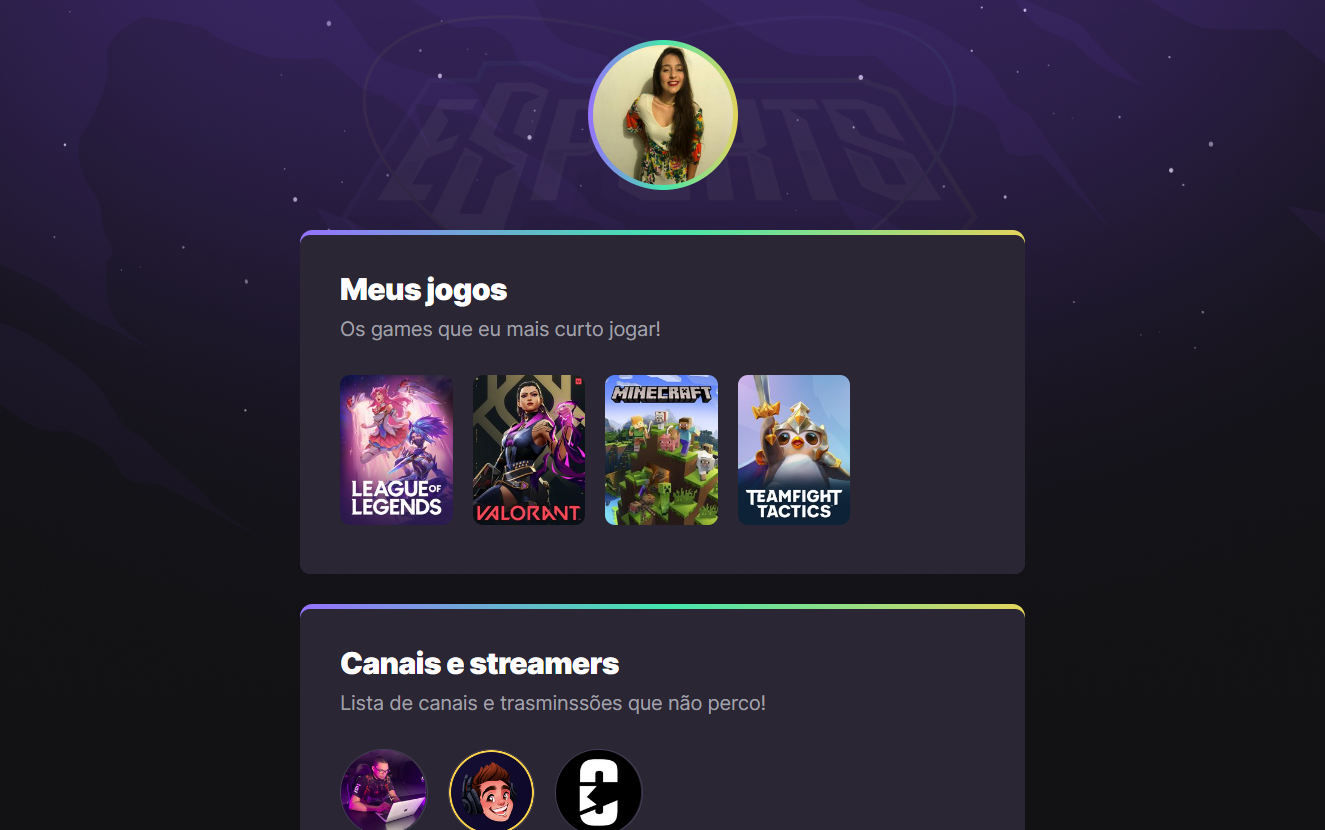 ESPORTS
Meus jogos
Os games que eu mais curto jogar!
LEAGUE OF
LEGENDS
VALORANT
MINECRAFT
TEAMFIGHT
TACTICS
Canais e streamers
Lista de canais e trasminssões que não perco!